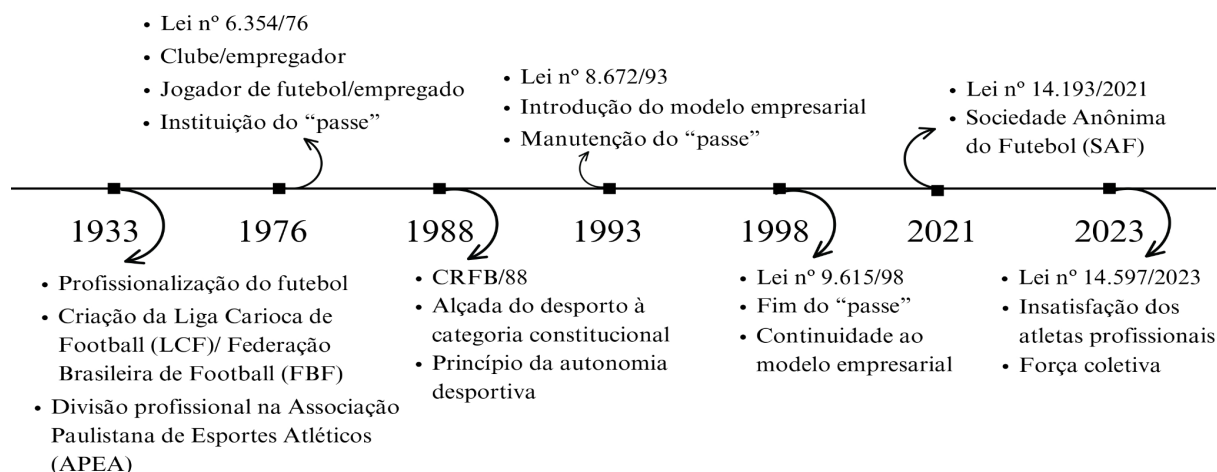 • Lei nº 6.354/76
• Clube/empregador
• Jogador de futebol/empregado
• Instituição do “passe”
• Lei nº 8.672/93
• Introdução do modelo empresarial
• Manutenção do “passe”
• Lei nº 14.193/2021
• Sociedade Anônima
do Futebol (SAF)
1933
1976
1988
1993
1998
2021
2023
• Profissionalização do futebol
• Criação da Liga Carioca de
Football (LCF)/ Federação
Brasileira de Football (FBF)
• Divisão profissional na Associação
Paulistana de Esportes Atléticos
(APEA)
• CRFB/88
• Alçada do desporto à
categoria constitucional
• Princípio da autonomia
desportiva
• Lei nº 9.615/98
• Fim do “passe”
• Continuidade ao
modelo empresarial
• Lei nº 14.597/2023
• Insatisfação dos
atletas profissionais
• Força coletiva